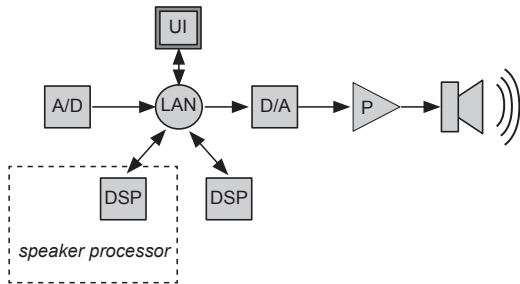 UI
A/D
LAN
D/A
P
DSP
DSP
speaker processor